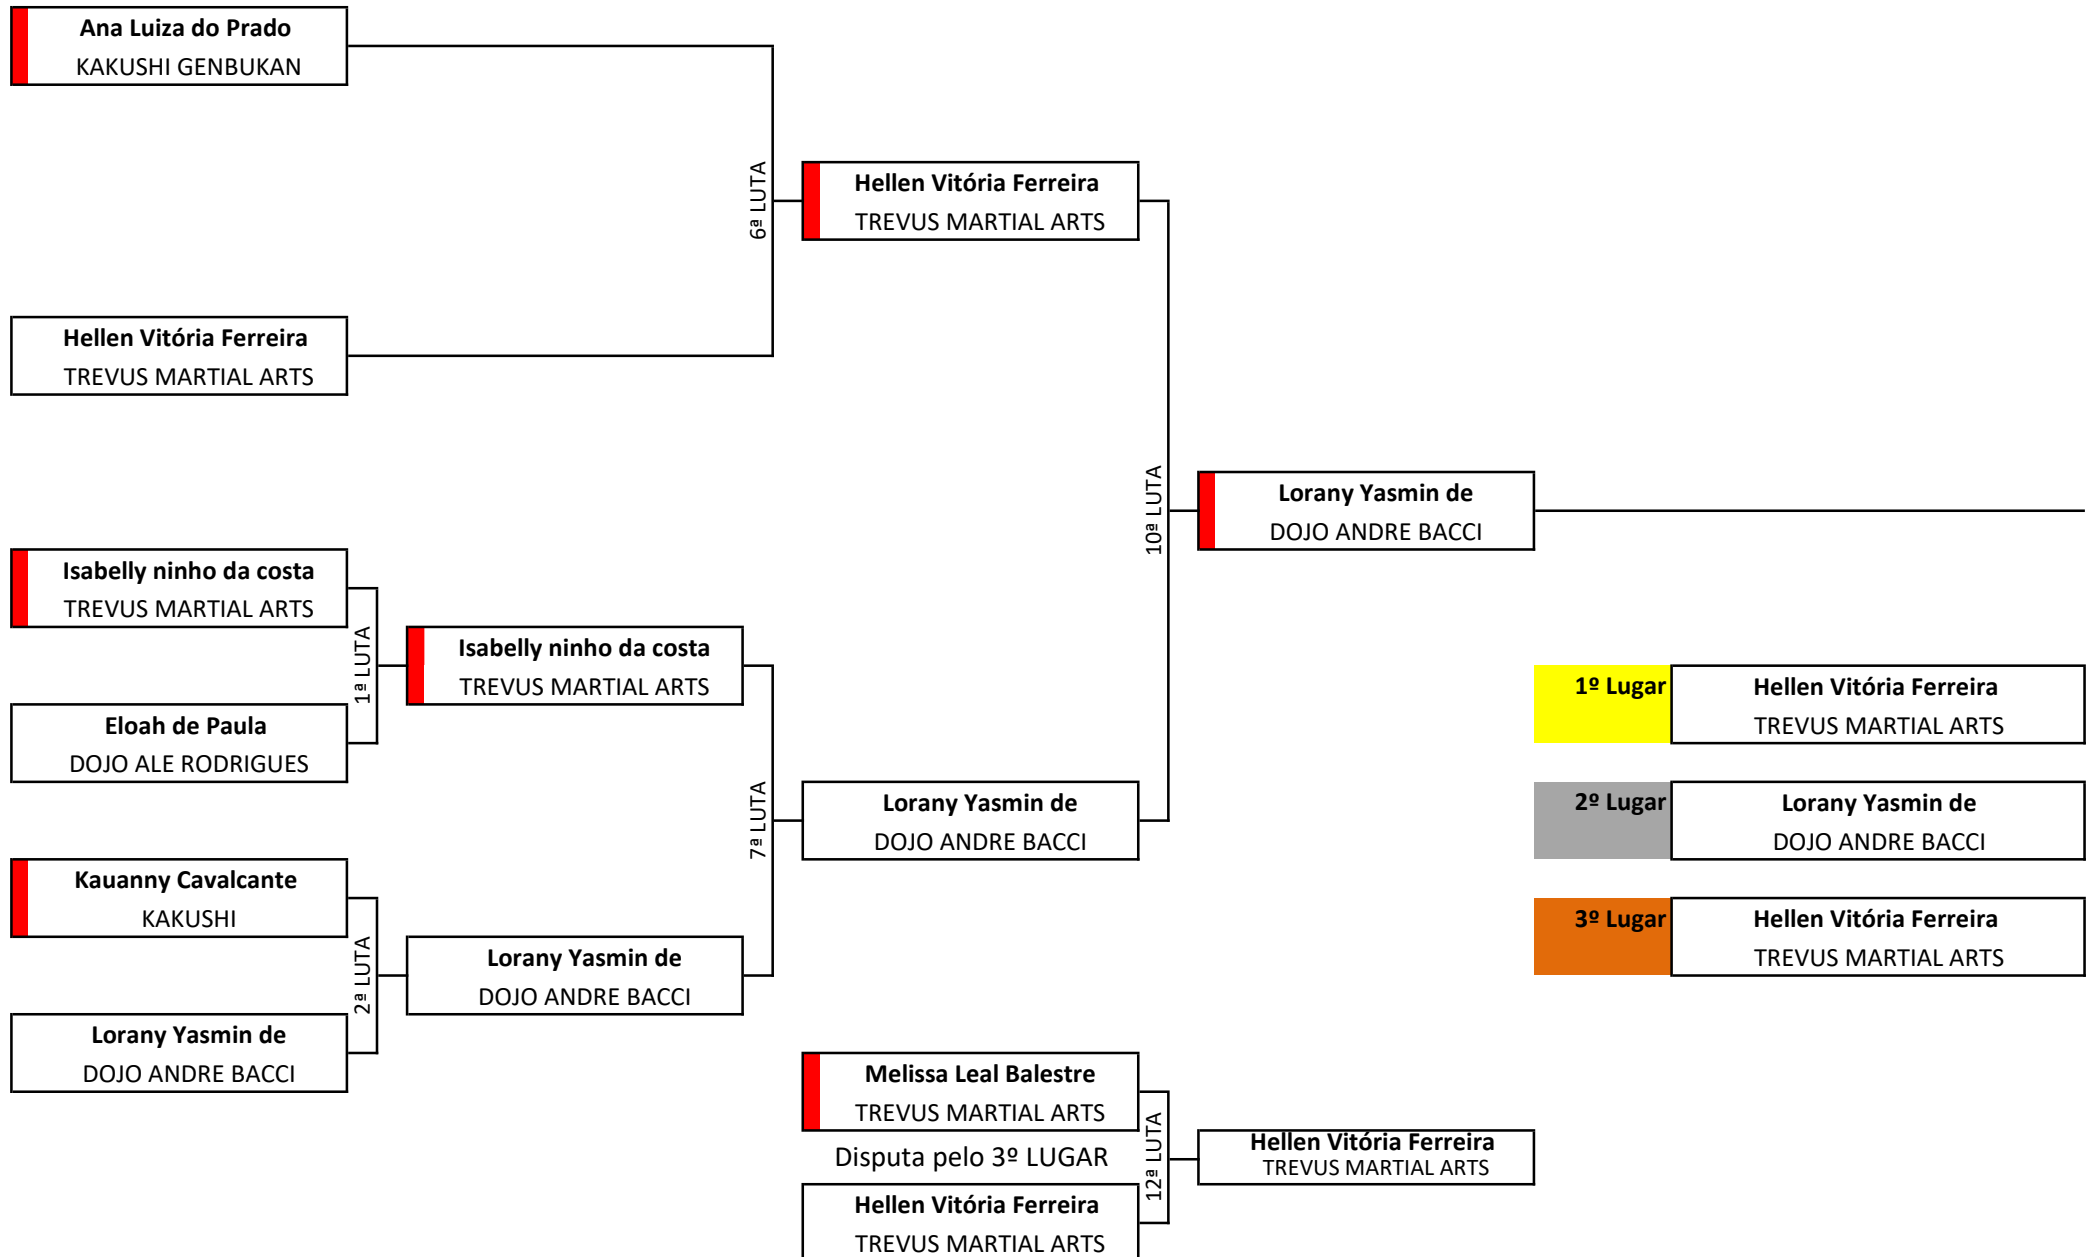 Ana Luiza do Prado
KAKUSHI GENBUKAN
6ª LUTA
Hellen Vitória Ferreira
TREVUS MARTIAL ARTS
Hellen Vitória Ferreira
TREVUS MARTIAL ARTS
10ª LUTA
Lorany Yasmin de
DOJO ANDRE BACCI
Isabelly ninho da costa
TREVUS MARTIAL ARTS
1ª LUTA
Isabelly ninho da costa
TREVUS MARTIAL ARTS
Eloah de Paula
DOJO ALE RODRIGUES
7ª LUTA
Lorany Yasmin de
DOJO ANDRE BACCI
Kauanny Cavalcante
KAKUSHI
2ª LUTA
Lorany Yasmin de
DOJO ANDRE BACCI
Lorany Yasmin de
DOJO ANDRE BACCI
1º Lugar
Hellen Vitória Ferreira
TREVUS MARTIAL ARTS
2º Lugar
Lorany Yasmin de
DOJO ANDRE BACCI
3º Lugar
Hellen Vitória Ferreira
TREVUS MARTIAL ARTS
Melissa Leal Balestre
TREVUS MARTIAL ARTS
Disputa pelo 3º LUGAR
12ª LUTA
Hellen Vitória Ferreira
TREVUS MARTIAL ARTS
Hellen Vitória Ferreira
TREVUS MARTIAL ARTS